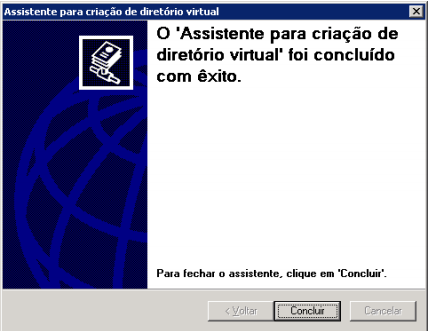 Assistente para criação de diretório virtual
O 'Assistente para criação de
diretório virtual' foi concluído
com êxito.
Para fechar o assistente, clique em 'Concluir'.
< Voltar
Concluir
Cancelar